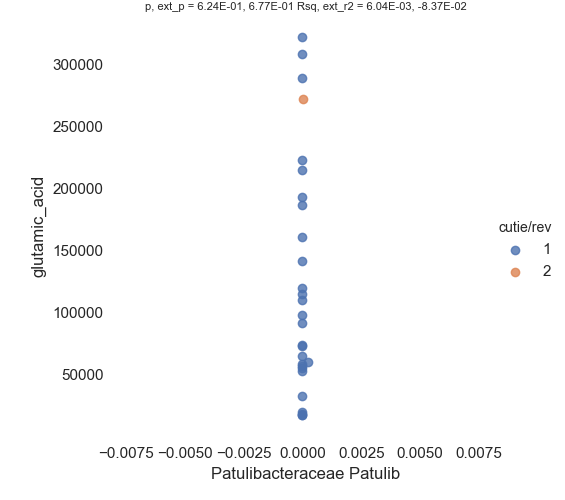 p, ext_p = 6.24E-01, 6.77E-01 Rsq, ext_r2 = 6.04E-03, -8.37E-02
300000
250000
200000
150000
100000
50000
glutamic_acid
cutie/rev
1
2
−0.0075 −0.0050 −0.0025 0.0000 0.0025 0.0050 0.0075
Patulibacteraceae Patulib